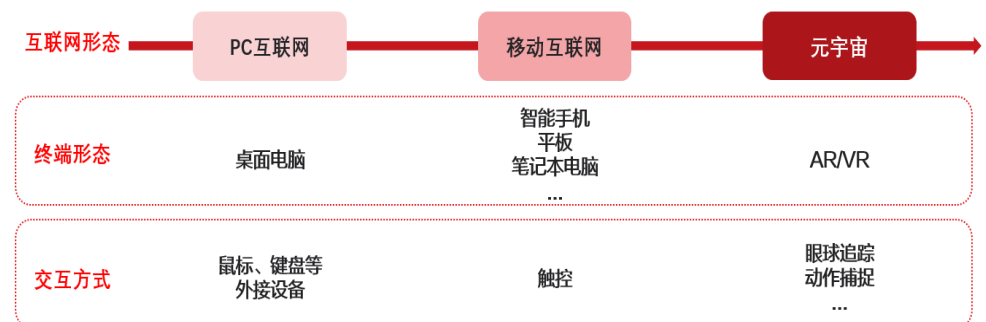 互联网形态
PC互联网
移动互联网
元宇宙
终端形态
桌面电脑
智能手机
平板
笔记本电脑
...
AR/VR
交互方式
鼠标、键盘等
外接设备
触控
眼球追踪
动作捕捉
...